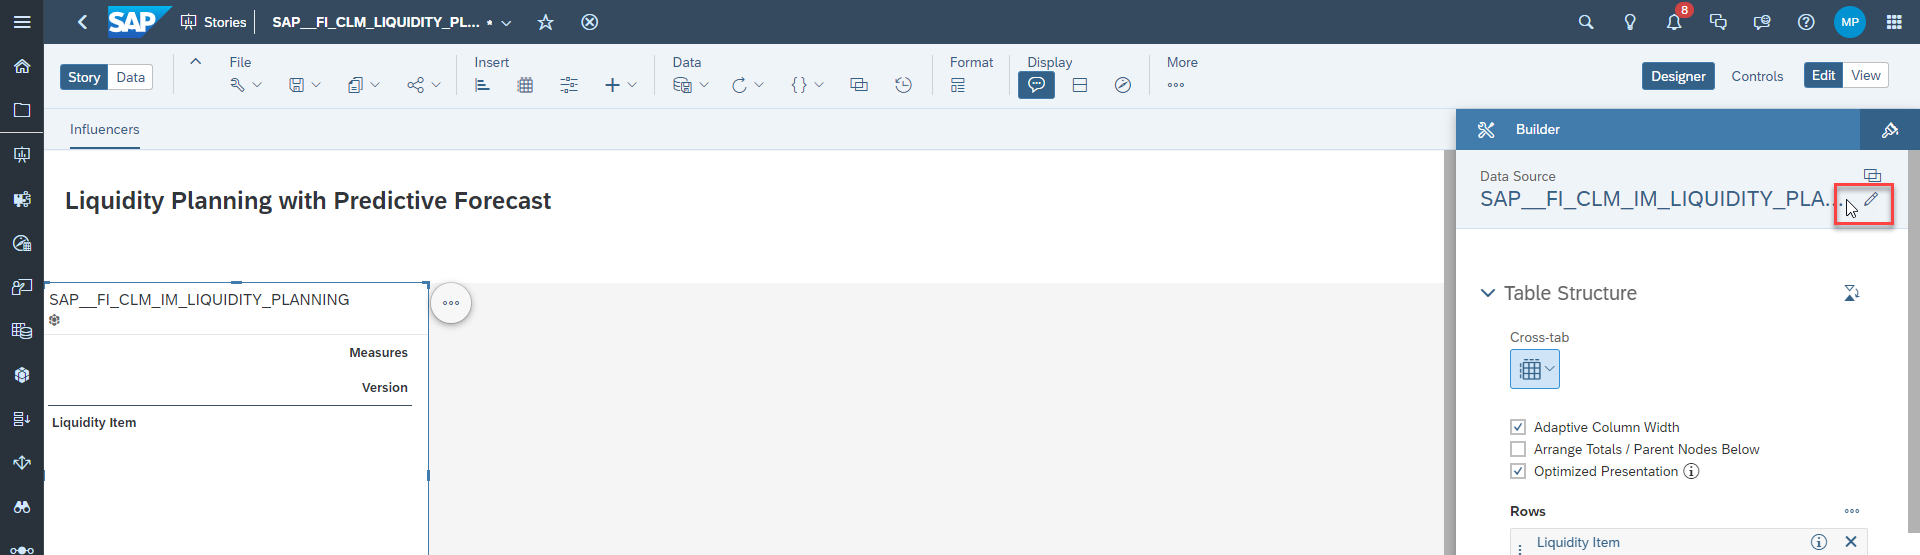 SAP Stories SAP__FI_CLM_LIQUIDITY_PL... * 8 MP
File Insert Data Format Display More
Story Data Designer Controls Edit View
Influencers
Builder
Data Source
SAP__FI_CLM_IM_LIQUIDITY_PLA...
Liquidity Planning with Predictive Forecast
SAP__FI_CLM_IM_LIQUIDITY_PLANNING
Measures
Version
Liquidity Item
Table Structure
Cross-tab
Adaptive Column Width
Arrange Totals / Parent Nodes Below
Optimized Presentation
Rows
Liquidity Item